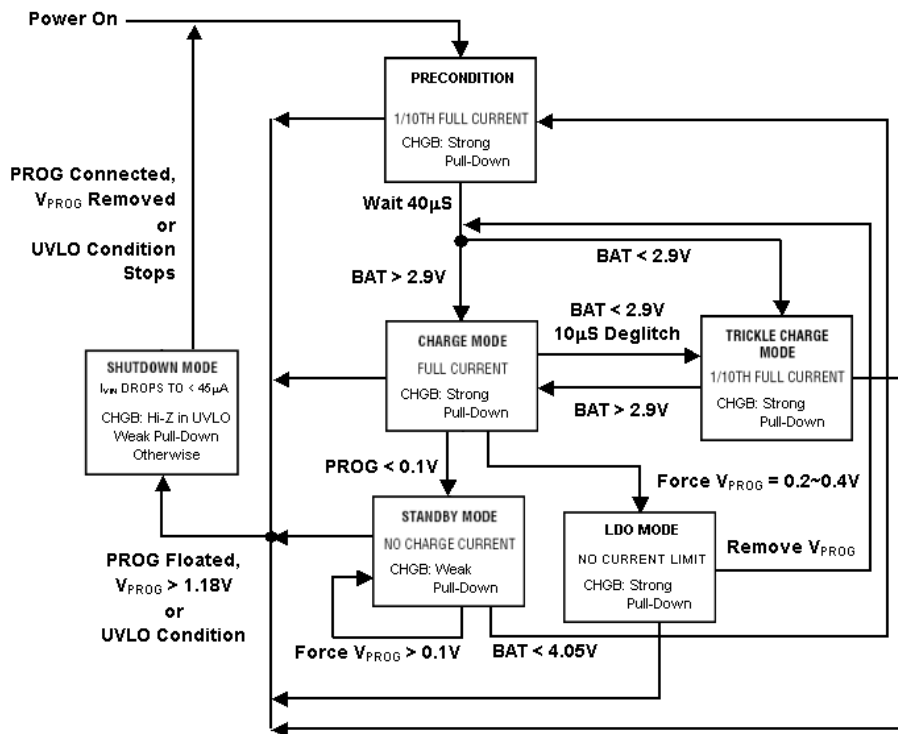 Power On
PRECONDITION
1/10TH FULL CURRENT
CHGB: Strong
Pull-Down
PROG Connected,
VPROG Removed
or
UVLO Condition
Stops
Wait 40µS
BAT < 2.9V
BAT > 2.9V
BAT < 2.9V
10µS Deglitch
CHARGE MODE
FULL CURRENT
CHGB: Strong
Pull-Down
TRICKLE CHARGE
MODE
1/10TH FULL CURRENT
CHGB: Strong
Pull-Down
SHUTDOWN MODE
IVIN DROPS TO < 45µA
CHGB: Hi-Z in UVLO
Weak Pull-Down
Otherwise
BAT > 2.9V
PROG < 0.1V
Force VPROG = 0.2~0.4V
STANDBY MODE
NO CHARGE CURRENT
CHGB: Weak
Pull-Down
LDO MODE
NO CURRENT LIMIT
CHGB: Strong
Pull-Down
Remove VPROG
PROG Floated,
VPROG > 1.18V
or
UVLO Condition
Force VPROG > 0.1V
BAT < 4.05V